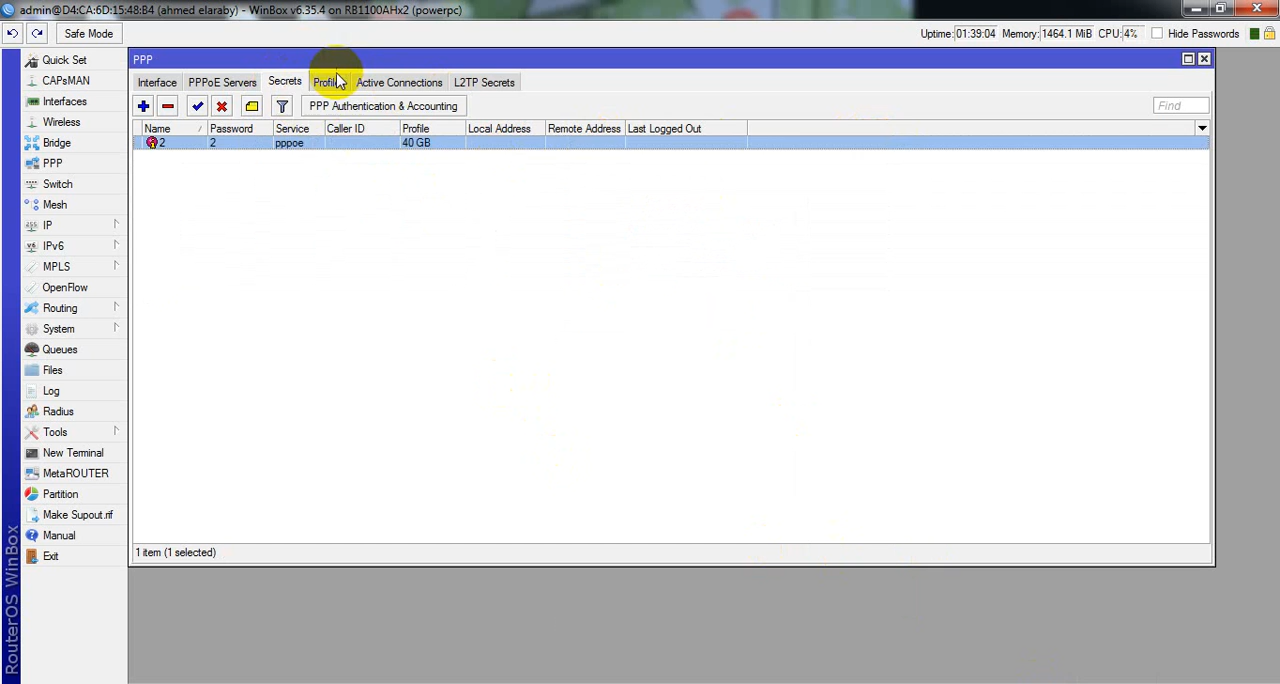 admin@D4:CA:6D:15:48:B4 (ahmed elaraby) - WinBox v6.35.4 on RB1100AHx2 (powerpc)
Safe Mode
Uptime: 01:39:04 Memory: 1464.1 MiB CPU: 4% Hide Passwords
Quick Set
CAPsMAN
Interfaces
Wireless
Bridge
PPP
Switch
Mesh
IP
IPv6
MPLS
OpenFlow
Routing
System
Queues
Files
Log
Radius
Tools
New Terminal
MetaROUTER
Partition
Make Supout.rif
Manual
Exit
RouterOS WinBox
PPP
Interface PPPoE Servers Secrets Profiles Active Connections L2TP Secrets
PPP Authentication & Accounting
Find
Name Password Service Caller ID Profile Local Address Remote Address Last Logged Out
2 2 pppoe 40 GB
1 item (1 selected)